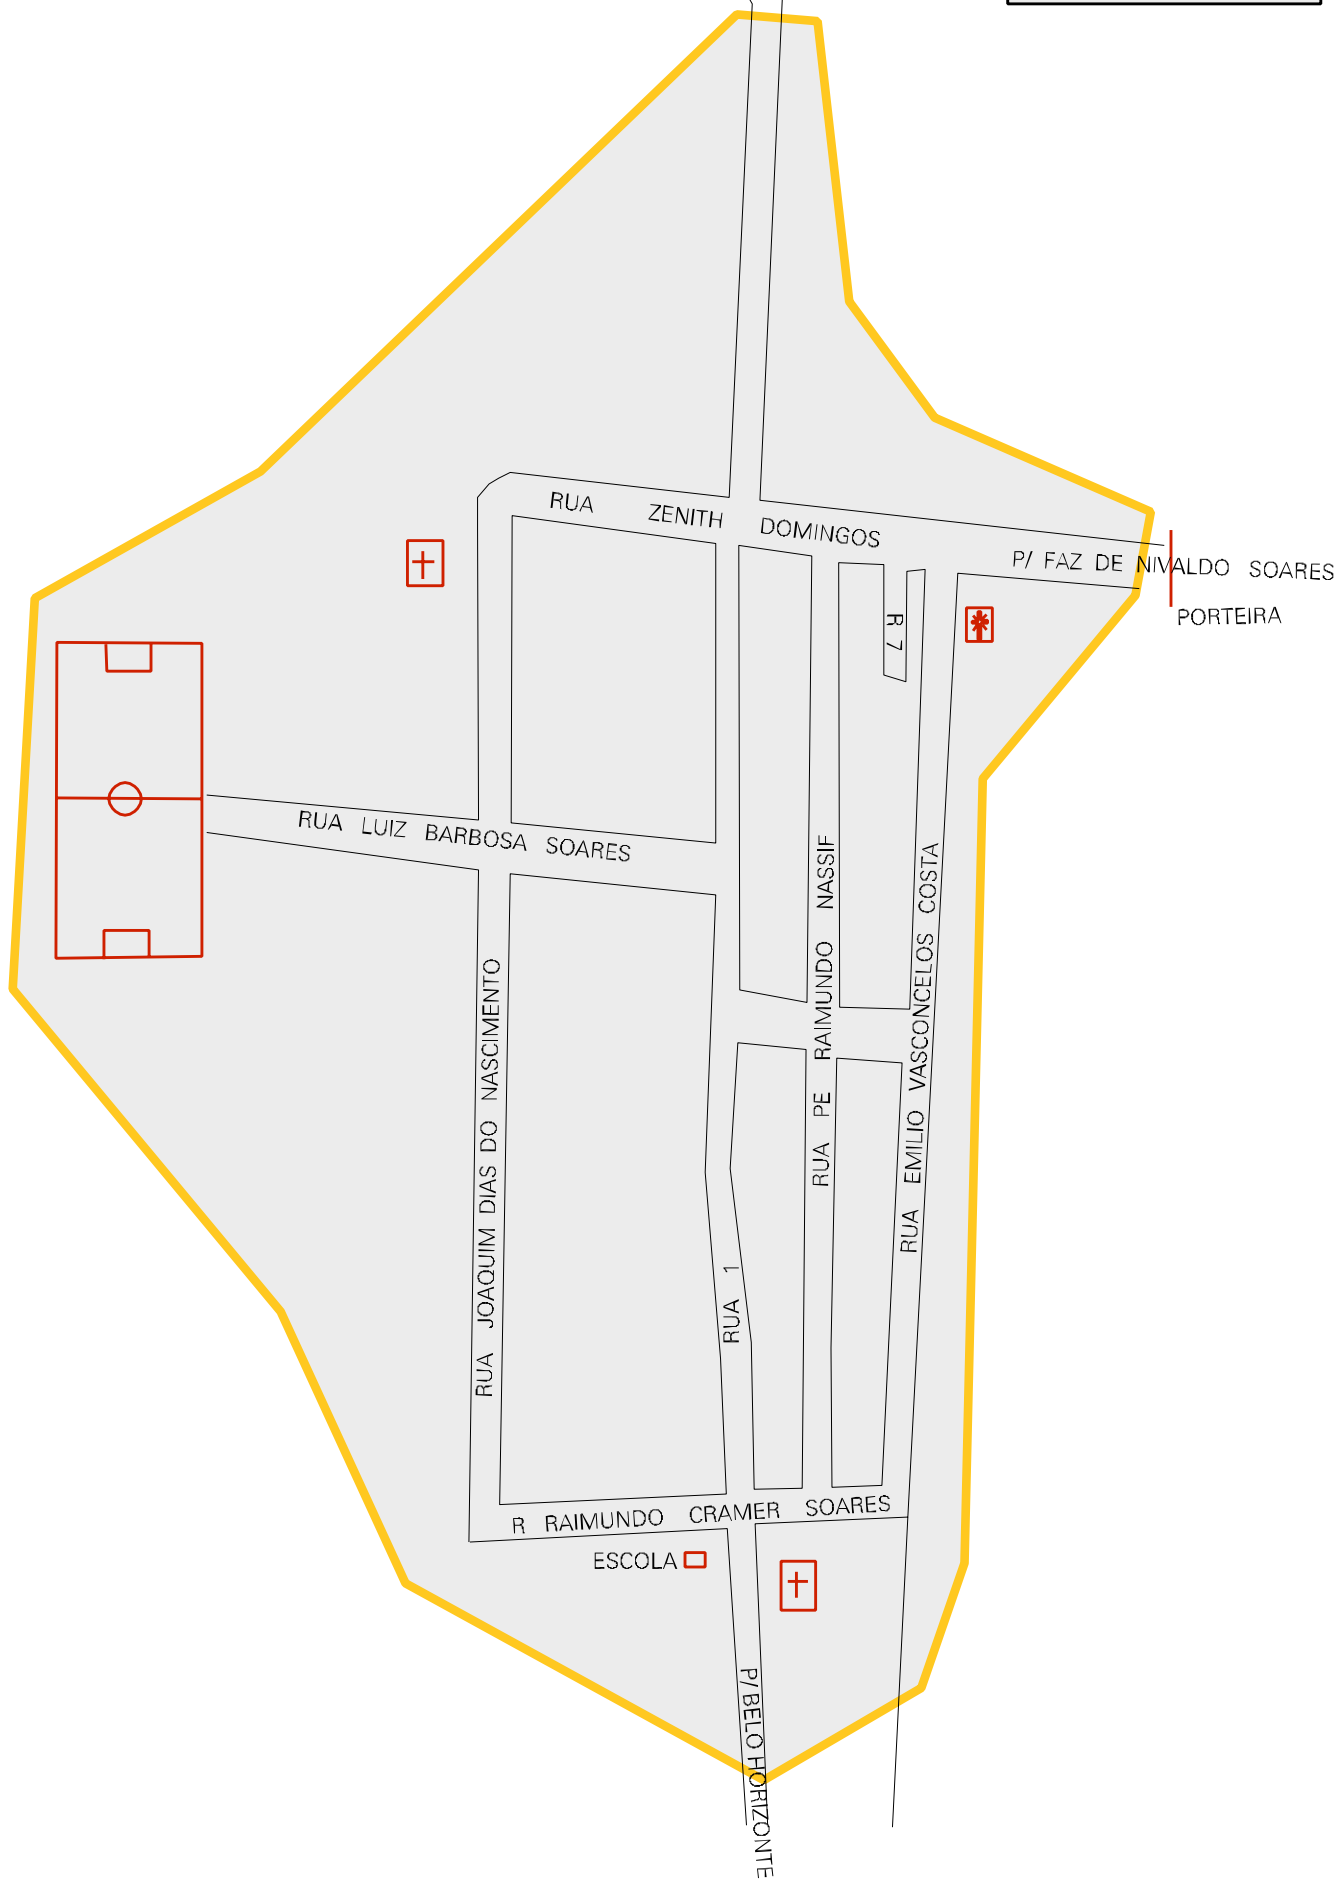 RUA ZENITH DOMINGOS
P/ FAZ DE NIVALDO SOARES
PORTEIRA
R 7
RUA LUIZ BARBOSA SOARES
RUA PE RAIMUNDO NASSIF
RUA EMILIO VASCONCELOS COSTA
RUA JOAQUIM DIAS DO NASCIMENTO
RUA 1
R RAIMUNDO CRAMER SOARES
ESCOLA
P/ BELO HORIZONTE